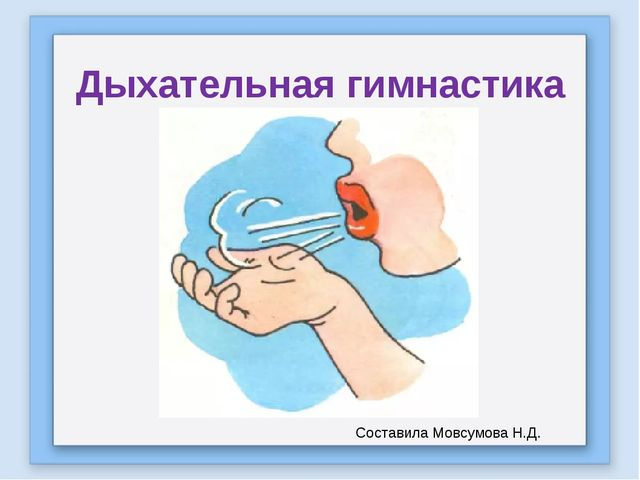 Дыхательная гимнастика
Составила Мовсумова Н.Д.